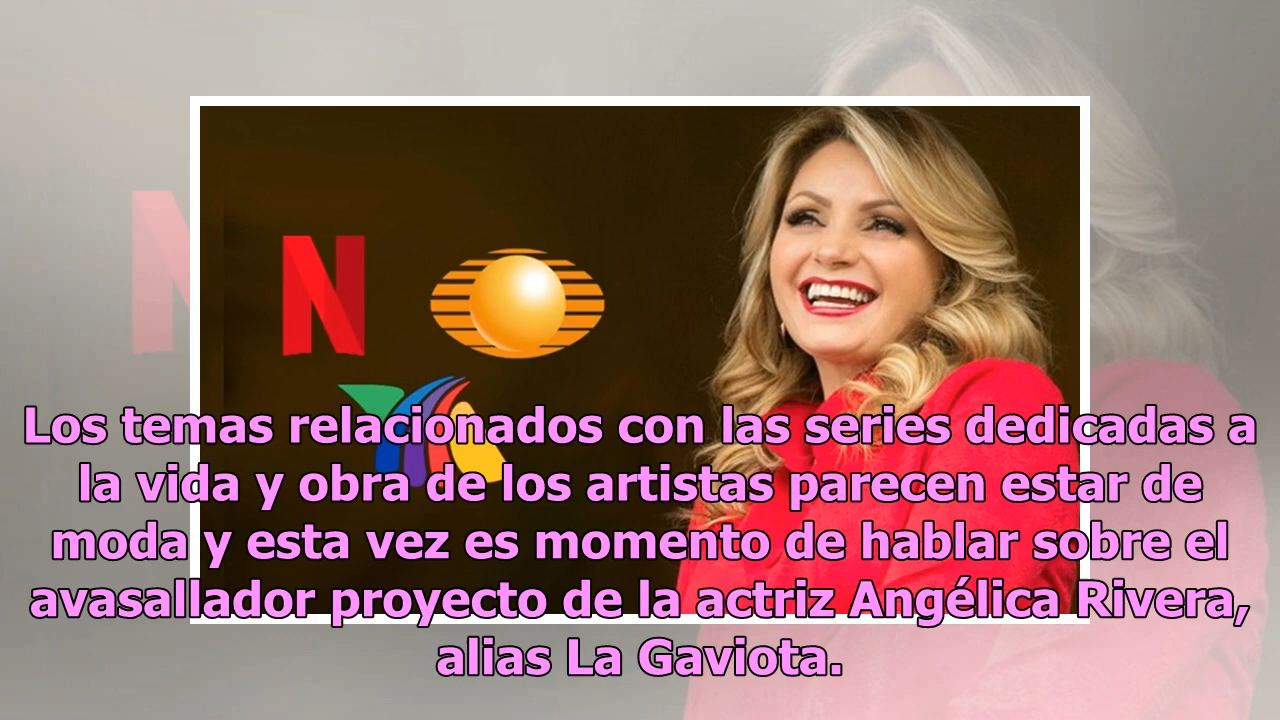 N
Los temas relacionados con las series dedicadas a
la vida y obra de los artistas parecen estar de
moda y esta vez es momento de hablar sobre el
avasallador proyecto de la actriz Angélica Rivera,
alias La Gaviota.